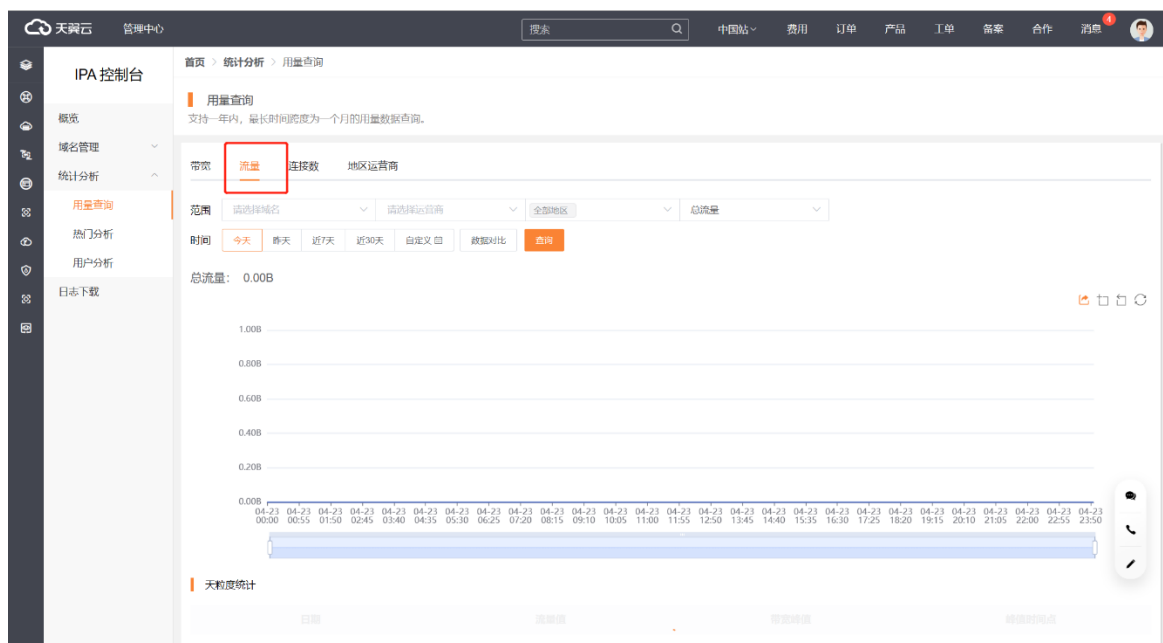 天翼云 管理中心 搜索 中国站 费用 订单 产品 工单 备案 合作 消息 4
IPA 控制台
概览
域名管理
统计分析
用量查询
热门分析
用户分析
日志下载
首页 > 统计分析 > 用量查询
用量查询
支持一年内，最长时间跨度为一个月的用量数据查询。
带宽 流量 连接数 地区运营商
范围 请选择域名 请选择运营商 全部地区 总流量
时间 今天 昨天 近7天 近30天 自定义 数据对比 查询
总流量： 0.00B
1.00B
0.80B
0.60B
0.40B
0.20B
0.00B
04-23 04-23 04-23 04-23 04-23 04-23 04-23 04-23 04-23 04-23 04-23 04-23 04-23 04-23 04-23 04-23 04-23 04-23 04-23 04-23 04-23 04-23 04-23 04-23 04-23 04-23 04-23
00:00 00:55 01:50 02:45 03:40 04:35 05:30 06:25 07:20 08:15 09:10 10:05 11:00 11:55 12:50 13:45 14:40 15:35 16:30 17:25 18:20 19:15 20:10 21:05 22:00 22:55 23:50
天粒度统计
日期 流量值 带宽峰值 峰值时间点